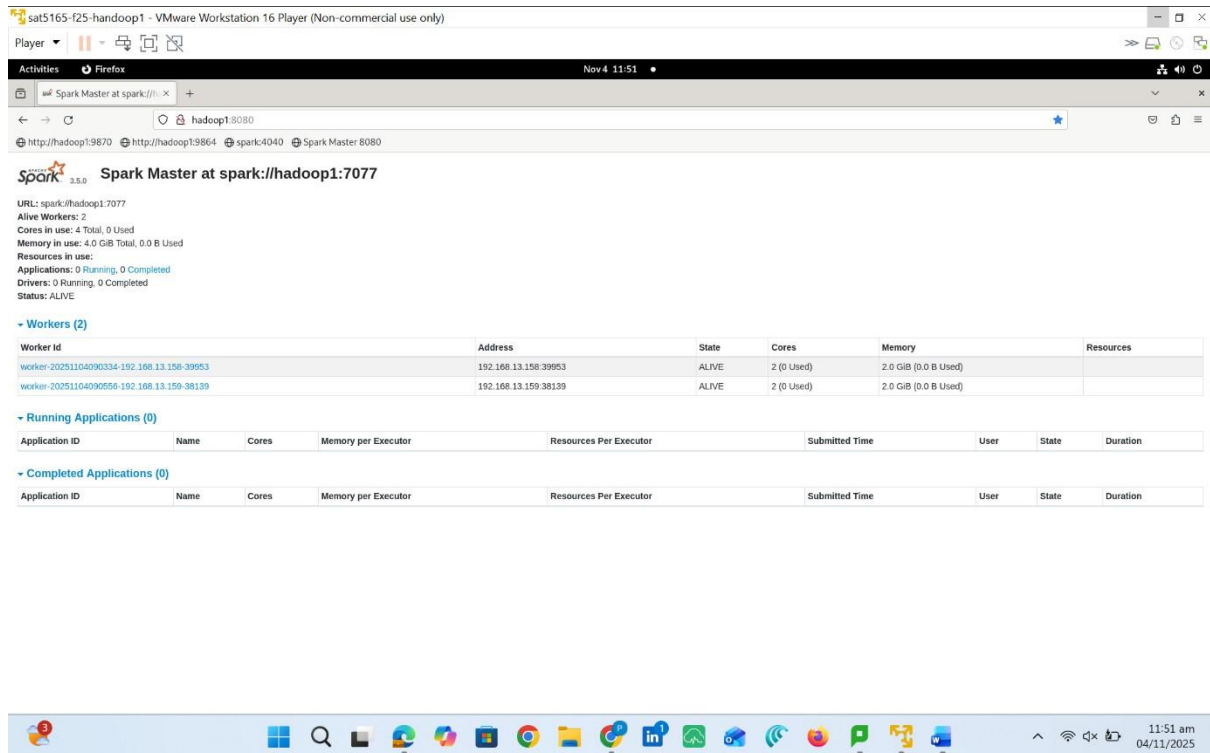 sat5165-f25-handoop1 - VMware Workstation 16 Player (Non-commercial use only)
Player
Activities Firefox Nov 4 11:51
Spark Master at spark://h
hadoop1:8080
http://hadoop1:9870 http://hadoop1:9864 spark:4040 Spark Master 8080
APACHE Spark 3.5.0 Spark Master at spark://hadoop1:7077
URL: spark://hadoop1:7077
Alive Workers: 2
Cores in use: 4 Total, 0 Used
Memory in use: 4.0 GiB Total, 0.0 B Used
Resources in use:
Applications: 0 Running, 0 Completed
Drivers: 0 Running, 0 Completed
Status: ALIVE
Workers (2)
Worker Id Address State Cores Memory Resources
worker-20251104090334-192.168.13.158-39953 192.168.13.158:39953 ALIVE 2 (0 Used) 2.0 GiB (0.0 B Used)
worker-20251104090556-192.168.13.159-38139 192.168.13.159:38139 ALIVE 2 (0 Used) 2.0 GiB (0.0 B Used)
Running Applications (0)
Application ID Name Cores Memory per Executor Resources Per Executor Submitted Time User State Duration
Completed Applications (0)
Application ID Name Cores Memory per Executor Resources Per Executor Submitted Time User State Duration
3
P
in 1
W
11:51 am
04/11/2025